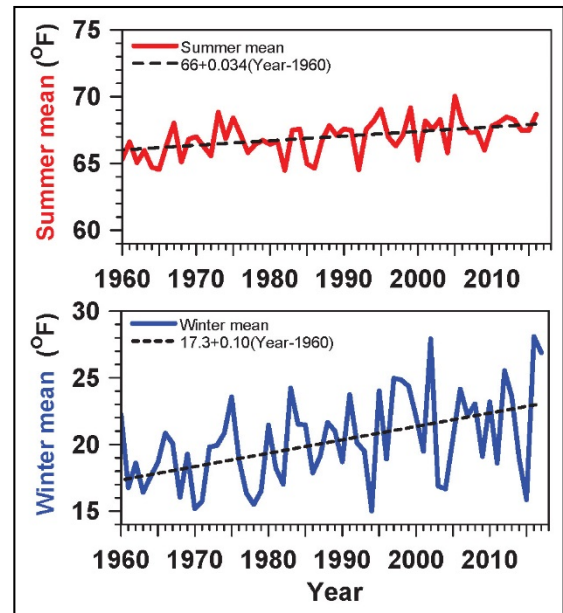 Summer mean (°F)
75
70
65
60
Summer mean
66+0.034(Year-1960)
1960 1970 1980 1990 2000 2010
Winter mean (°F)
30
25
20
15
Winter mean
17.3+0.10(Year-1960)
1960 1970 1980 1990 2000 2010
Year